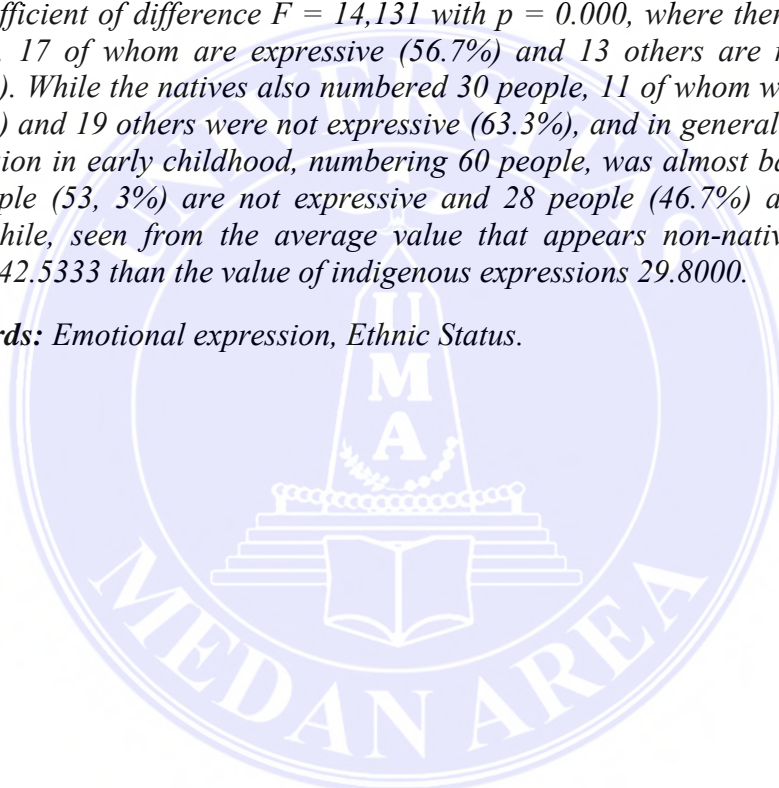 fficient of difference F = 14,131 with p = 0.000, where ther
, 17 of whom are expressive (56.7%) and 13 others are r
). While the natives also numbered 30 people, 11 of whom w
) and 19 others were not expressive (63.3%), and in general
sion in early childhood, numbering 60 people, was almost ba
ple (53, 3%) are not expressive and 28 people (46.7%) a
hile, seen from the average value that appears non-nativ
42.5333 than the value of indigenous expressions 29.8000.
rds: Emotional expression, Ethnic Status.
UNIVERSITAS
U
M
A
MEDAN AREA